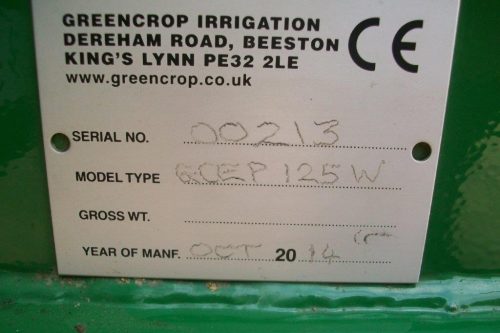 GREENCROP IRRIGATION
DEREHAM ROAD, BEESTON
KING'S LYNN PE32 2LE
www.greencrop.co.uk
CE
SERIAL NO. 00213
MODEL TYPE GCEP 125W
GROSS WT.
YEAR OF MANF. OCT 2014